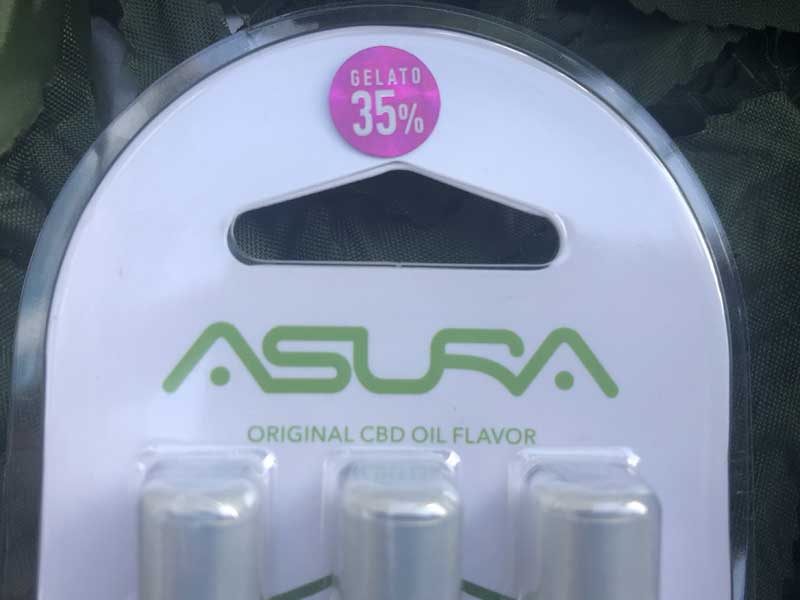 GELATO
35%
ASURA
ORIGINAL CBD OIL FLAVOR